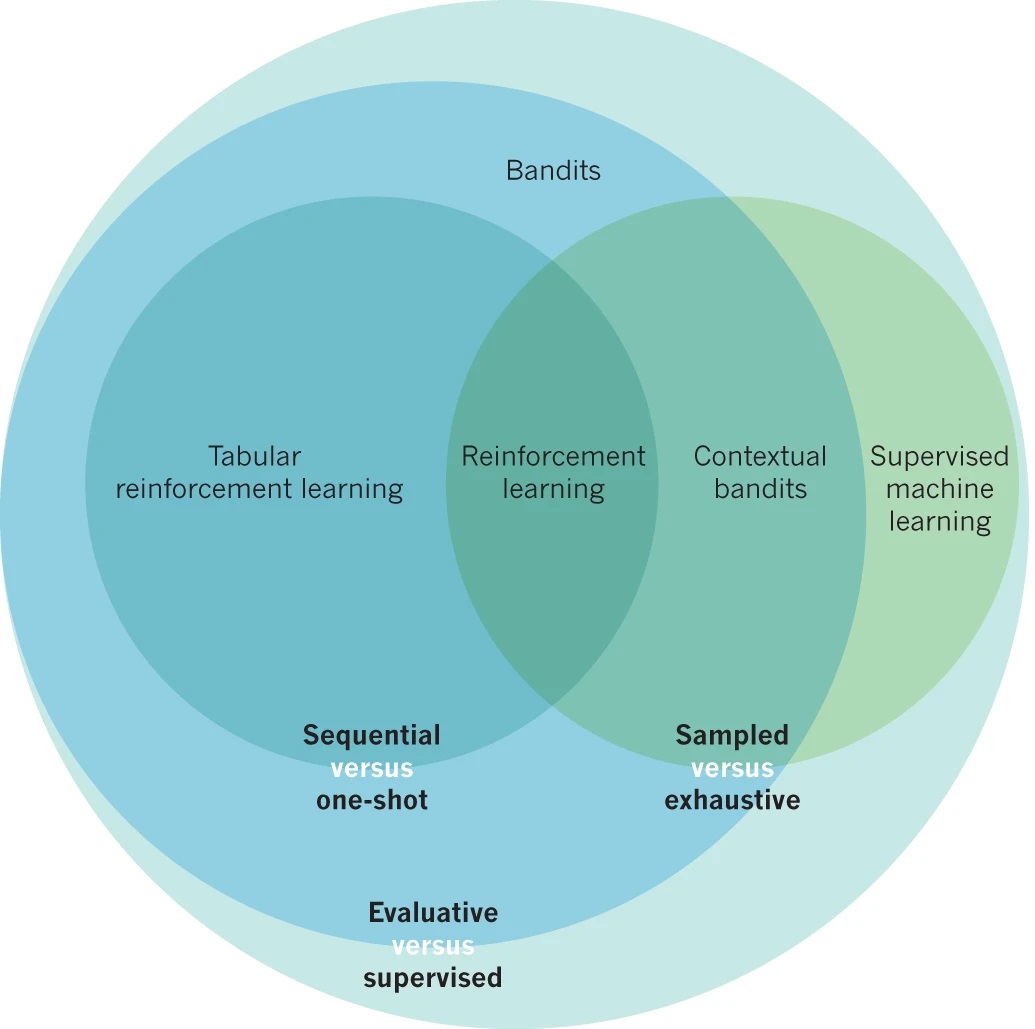 Bandits
Tabular
reinforcement learning
Reinforcement
learning
Contextual
bandits
Supervised
machine
learning
Sequential
versus
one-shot
Sampled
versus
exhaustive
Evaluative
versus
supervised